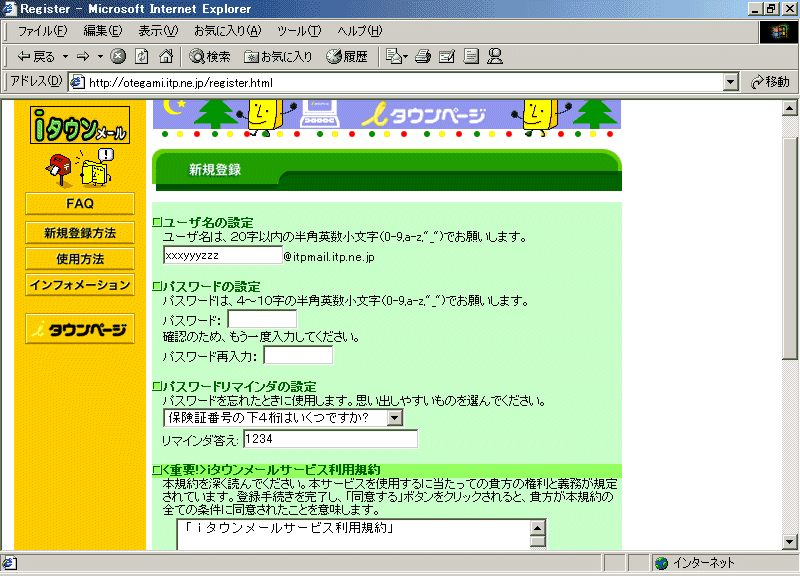 Register - Microsoft Internet Explorer
ファイル(F) 編集(E) 表示(V) お気に入り(A) ツール(T) ヘルプ(H)
戻る 検索 お気に入り 履歴
アドレス(D) http://otegami.itp.ne.jp/register.html 移動
iタウンメール
iタウンページ
新規登録
FAQ
新規登録方法
使用方法
インフォメーション
iタウンページ
ユーザ名の設定
ユーザ名は、20字以内の半角英数小文字(0-9,a-z,"_")でお願いします。
xxxyyyzzz @itpmail.itp.ne.jp
パスワードの設定
パスワードは、4～10字の半角英数小文字(0-9,a-z,"_")でお願いします。
パスワード:
確認のため、もう一度入力してください。
パスワード再入力:
パスワードリマインダの設定
パスワードを忘れたときに使用します。思い出しやすいものを選んでください。
保険証番号の下4桁はいくつですか?
リマインダ答え: 1234
<重要!>iタウンメールサービス利用規約
本規約を深く読んでください。本サービスを使用するに当たっての貴方の権利と義務が規定
されています。登録手続きを完了し、「同意する」ボタンをクリックされると、貴方が本規約の
全ての条件に同意されたことを意味します。
「ｉタウンメールサービス利用規約」
インターネット